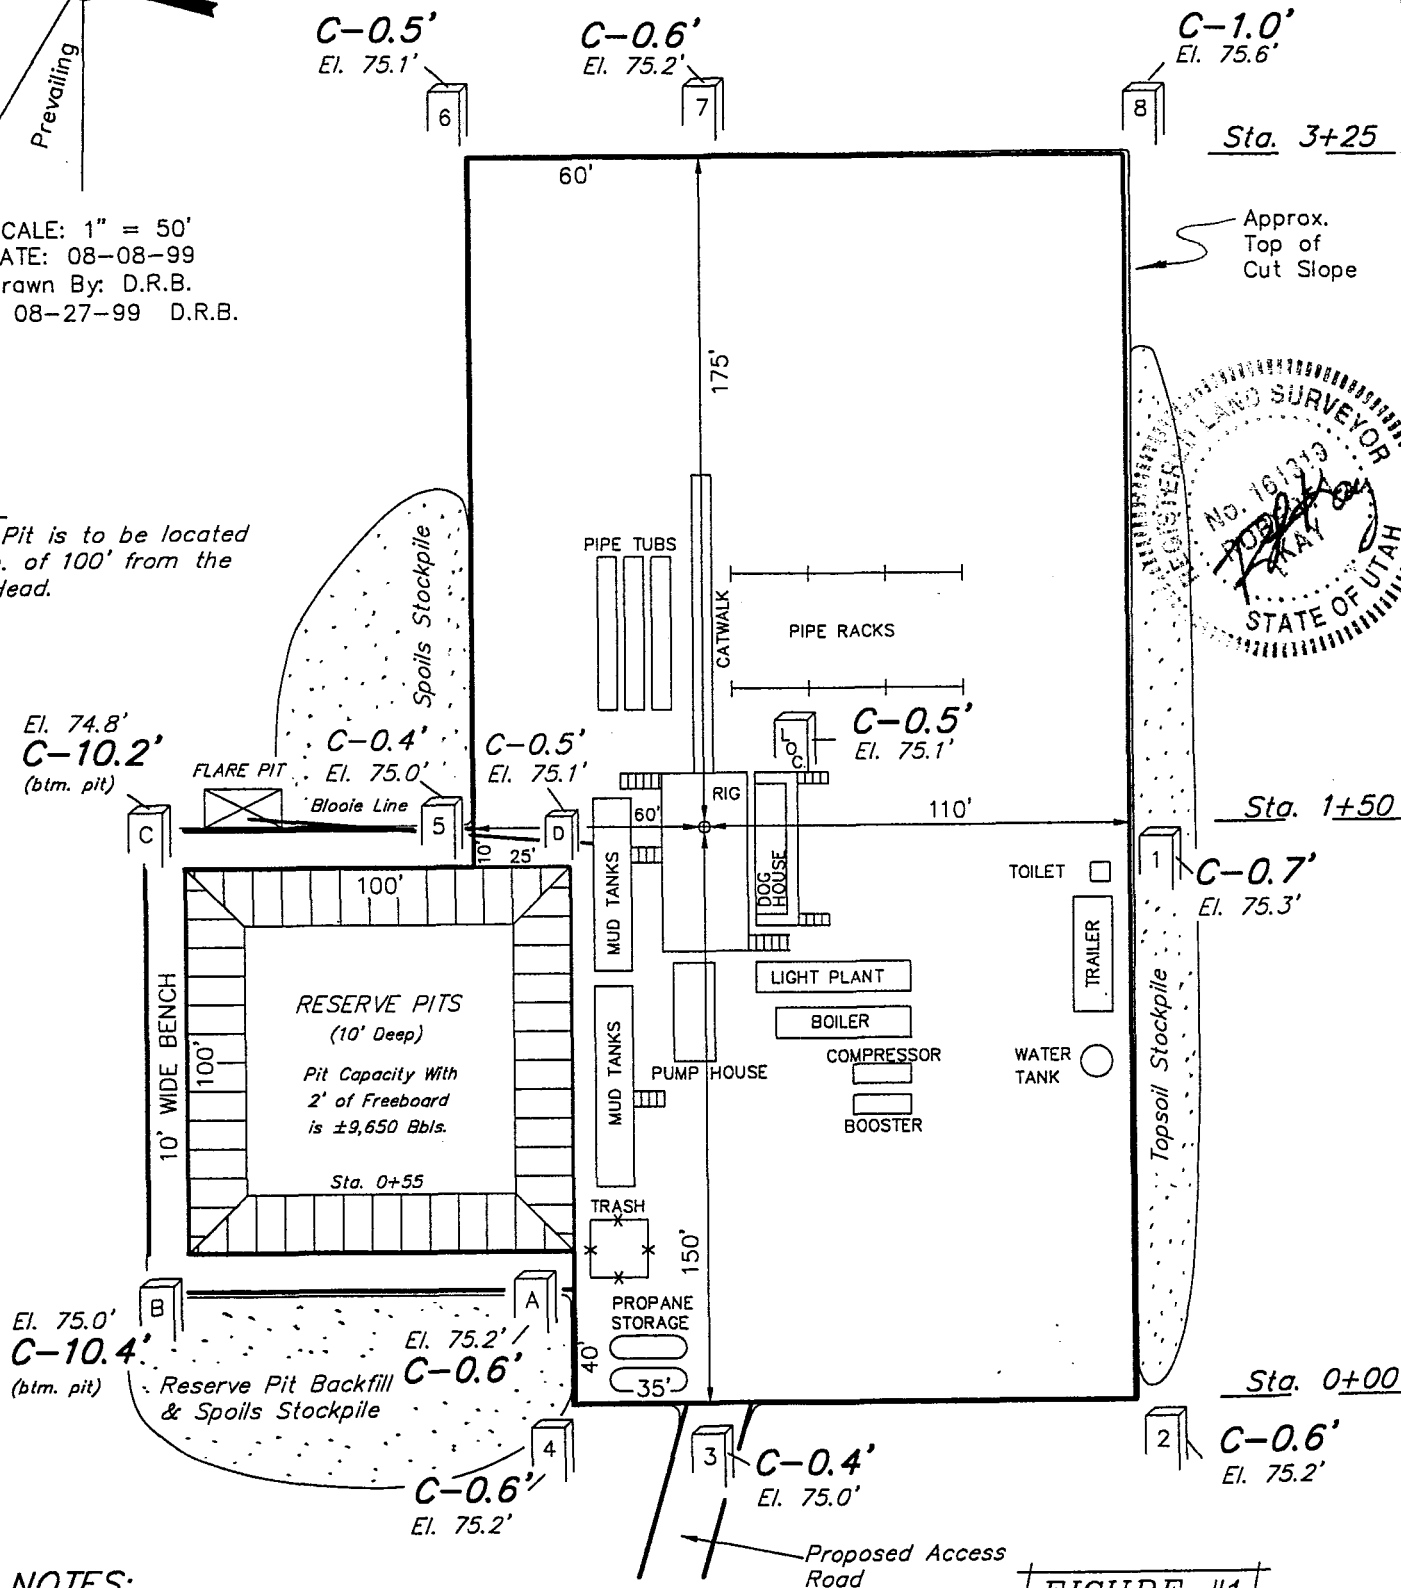 C-0.5'
El. 75.1'
C-0.6'
El. 75.2'
C-1.0'
El. 75.6'
6
7
8
Prevailing
Sta. 3+25
60'
CALE: 1" = 50'
ATE: 08-08-99
rawn By: D.R.B.
08-27-99 D.R.B.
Approx.
Top of
Cut Slope
175'
REGISTERED LAND SURVEYOR
No. 161319
KAY
STATE OF UTAH
Pit is to be located
. of 100' from the
Head.
Spoils Stockpile
PIPE TUBS
CATWALK
PIPE RACKS
El. 74.8'
C-10.2'
(btm. pit)
FLARE PIT
C-0.4'
El. 75.0'
Blooie Line
C-0.5'
El. 75.1'
LOC.
C-0.5'
El. 75.1'
C
5
D
60'
RIG
110'
Sta. 1+50
10'
25'
100'
MUD TANKS
DOG HOUSE
TOILET
1
C-0.7'
El. 75.3'
TRAILER
10' WIDE BENCH
100'
RESERVE PITS
(10' Deep)
Pit Capacity With
2' of Freeboard
is ±9,650 Bbls.
Sta. 0+55
MUD TANKS
PUMP HOUSE
LIGHT PLANT
BOILER
COMPRESSOR
BOOSTER
WATER
TANK
Topsoil Stockpile
TRASH
150'
PROPANE
STORAGE
40'
35'
B
A
El. 75.0'
C-10.4'
(btm. pit)
El. 75.2'
C-0.6'
Reserve Pit Backfill
& Spoils Stockpile
Sta. 0+00
4
3
2
C-0.6'
El. 75.2'
C-0.4'
El. 75.0'
C-0.6'
El. 75.2'
Proposed Access
Road
NOTES:
FIGURE #1